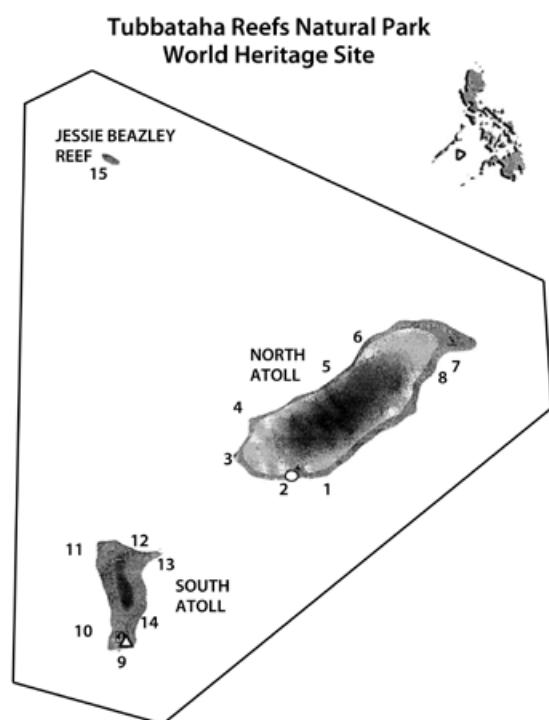 Tubbataha Reefs Natural Park
World Heritage Site
JESSIE BEAZLEY
REEF
15
6
NORTH
ATOLL
5
7
8
4
3
2
1
12
11
13
SOUTH
ATOLL
14
10
9